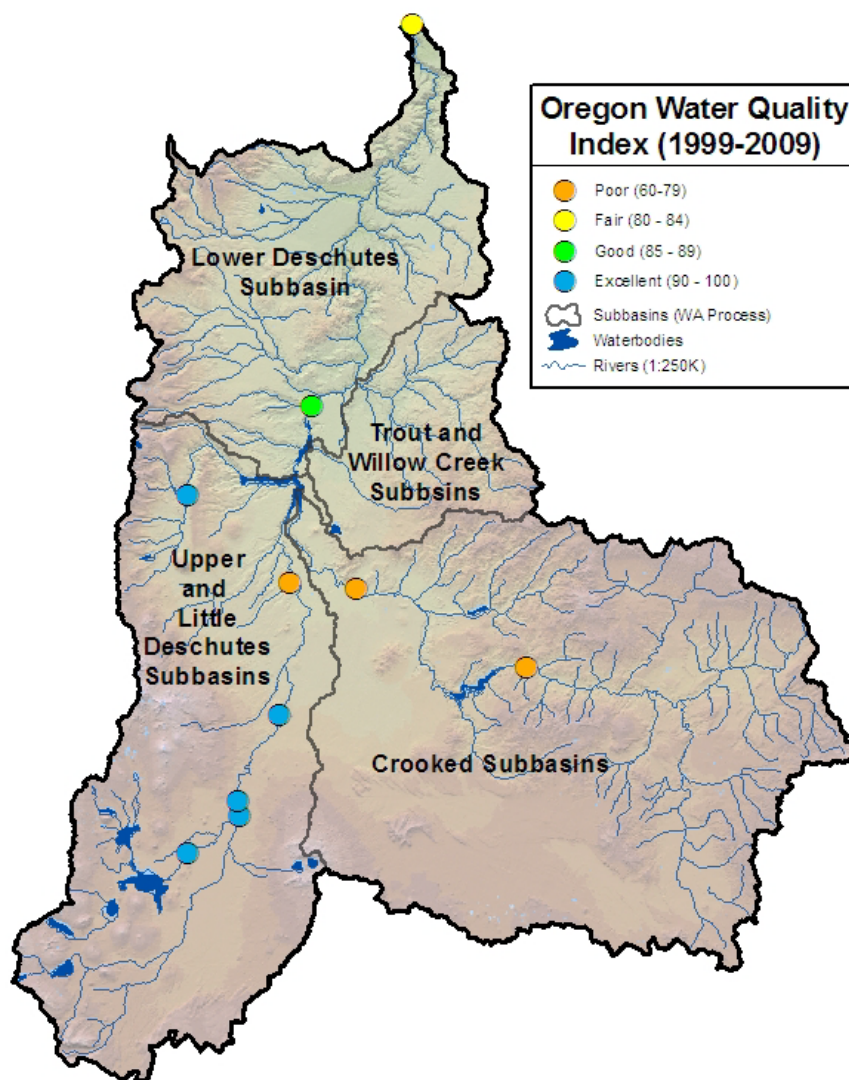 Oregon Water Quality
Index (1999-2009)
Poor (60-79)
Fair (80 - 84)
Good (85 - 89)
Excellent (90 - 100)
Subbasins (WA Process)
Waterbodies
Rivers (1:250K)
Lower Deschutes
Subbasin
Trout and
Willow Creek
Subbsins
Upper
and
Little
Deschutes
Subbasins
Crooked Subbasins